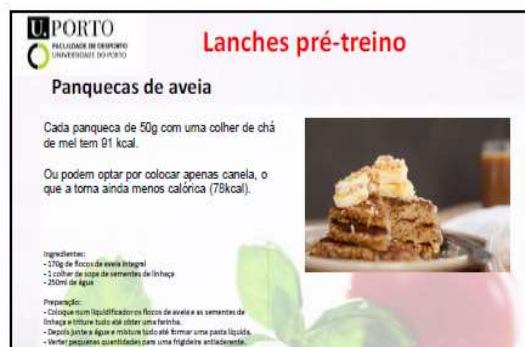 U. PORTO
FACULDADE DE DESPORTO
UNIVERSIDADE DO PORTO
Lanches pré-treino
Panquecas de aveia
Cada panqueca de 50g com uma colher de chá
de mel tem 91 kcal.
Ou podem optar por colocar apenas canela, o
que a torna ainda menos calórica (78kcal).
Ingredientes:
- 170g de flocos de aveia integral
- 1 colher de sopa de sementes de linhaça
- 250ml de água
Preparação:
- Coloque num liquidificador os flocos de aveia e as sementes de
linhaça e triture tudo até obter uma farinha.
- Depois junte a água e misture tudo até formar uma pasta líquida.
- Verter pequenas quantidades para uma frigideira antiaderente.